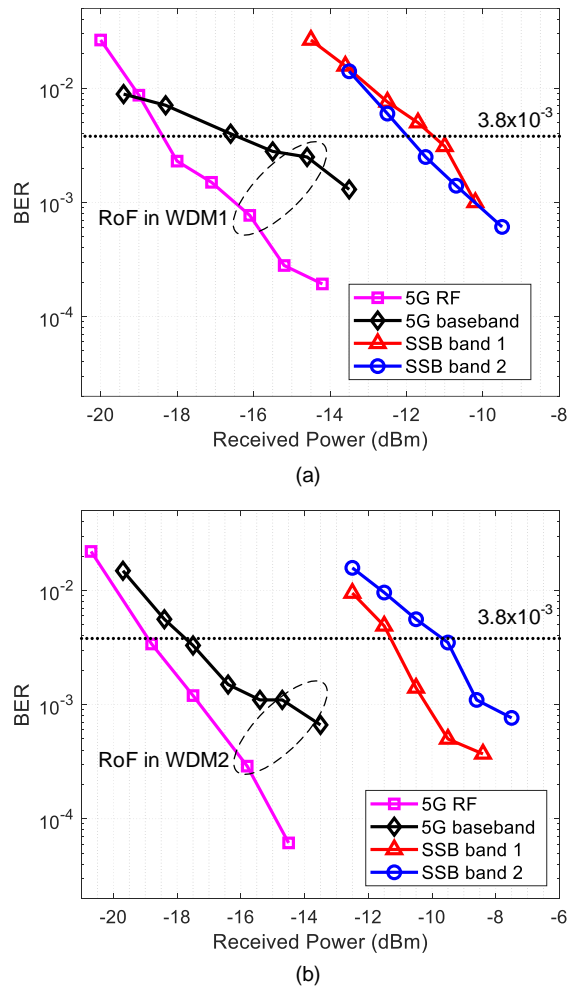 10^-2
3.8x10^-3
BER
10^-3
RoF in WDM1
10^-4
5G RF
5G baseband
SSB band 1
SSB band 2
-20 -18 -16 -14 -12 -10 -8
Received Power (dBm)
(a)
10^-2
3.8x10^-3
BER
10^-3
RoF in WDM2
10^-4
5G RF
5G baseband
SSB band 1
SSB band 2
-20 -18 -16 -14 -12 -10 -8 -6
Received Power (dBm)
(b)